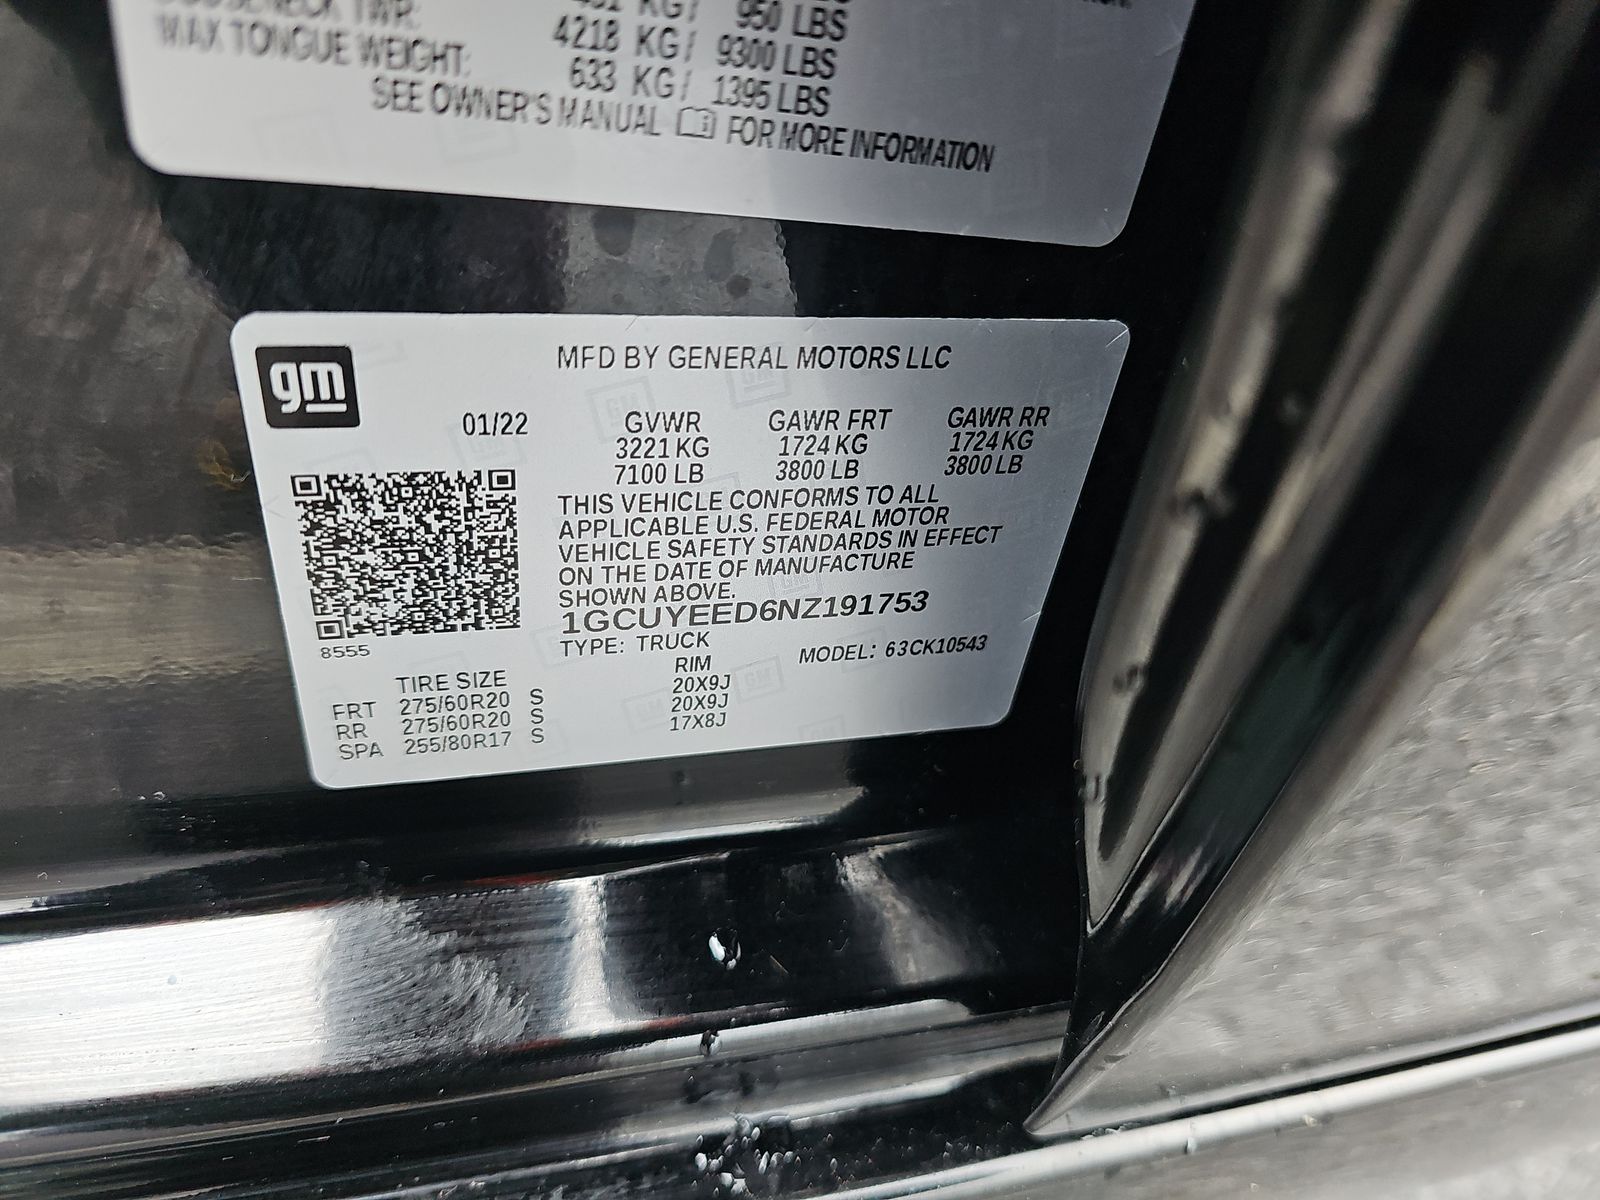 950 LBS
4218 KG / 9300 LBS
MAX TONGUE WEIGHT: 633 KG / 1395 LBS
SEE OWNER'S MANUAL FOR MORE INFORMATION
gm
MFD BY GENERAL MOTORS LLC
01/22 GVWR GAWR FRT GAWR RR
3221 KG 1724 KG 1724 KG
7100 LB 3800 LB 3800 LB
THIS VEHICLE CONFORMS TO ALL
APPLICABLE U.S. FEDERAL MOTOR
VEHICLE SAFETY STANDARDS IN EFFECT
ON THE DATE OF MANUFACTURE
SHOWN ABOVE.
1GCUYEED6NZ191753
8555
TYPE: TRUCK MODEL: 63CK10543
TIRE SIZE RIM
FRT 275/60R20 S 20X9J
RR 275/60R20 S 20X9J
SPA 255/80R17 S 17X8J